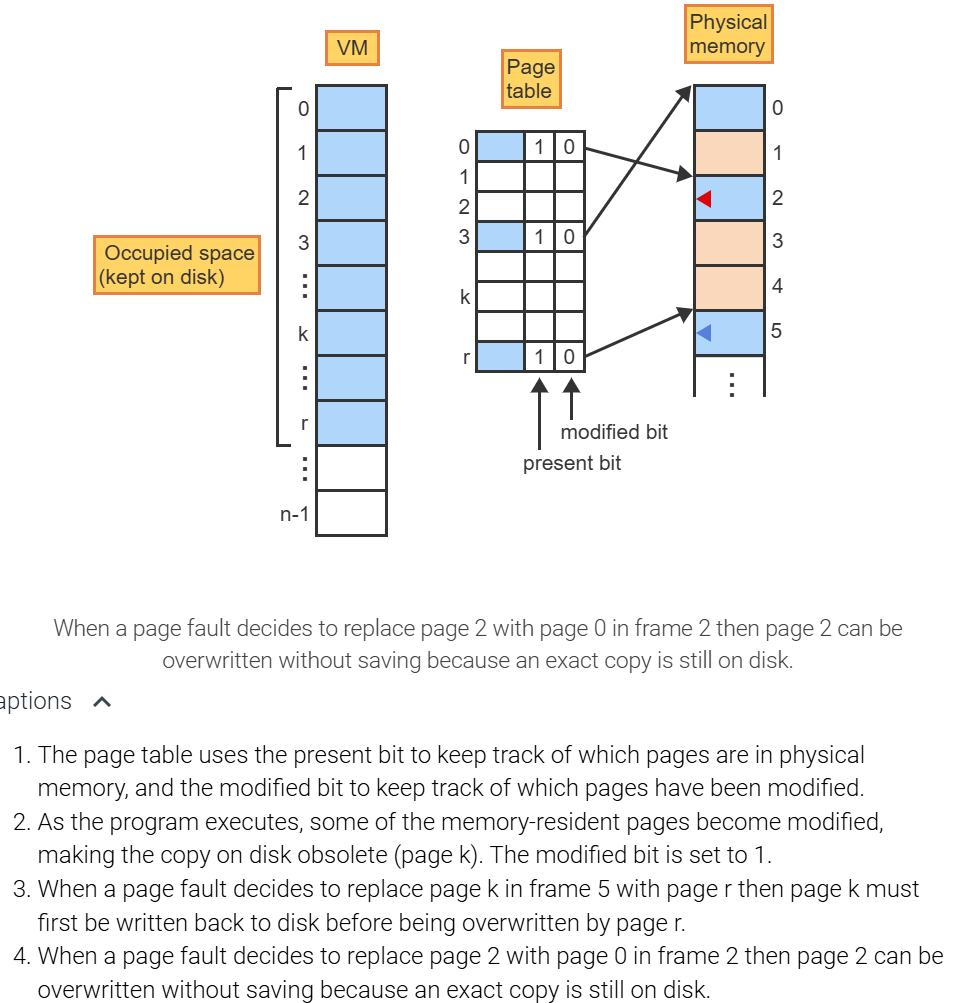 VM
Page
table
Physical
memory
Occupied space
(kept on disk)
0
1
2
3
⋮
k
⋮
r
⋮
n-1
0 1 0
1
2
3 1 0
k
r 1 0
0
1
2
3
4
5
⋮
modified bit
present bit
When a page fault decides to replace page 2 with page 0 in frame 2 then page 2 can be
overwritten without saving because an exact copy is still on disk.
aptions
1. The page table uses the present bit to keep track of which pages are in physical
memory, and the modified bit to keep track of which pages have been modified.
2. As the program executes, some of the memory-resident pages become modified,
making the copy on disk obsolete (page k). The modified bit is set to 1.
3. When a page fault decides to replace page k in frame 5 with page r then page k must
first be written back to disk before being overwritten by page r.
4. When a page fault decides to replace page 2 with page 0 in frame 2 then page 2 can be
overwritten without saving because an exact copy is still on disk.